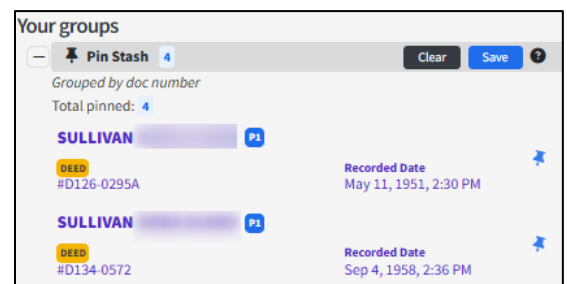 Your groups
Pin Stash 4 Clear Save ?
Grouped by doc number
Total pinned: 4
SULLIVAN P1
DEED Recorded Date
#D126-0295A May 11, 1951, 2:30 PM
SULLIVAN P1
DEED Recorded Date
#D134-0572 Sep 4, 1958, 2:36 PM